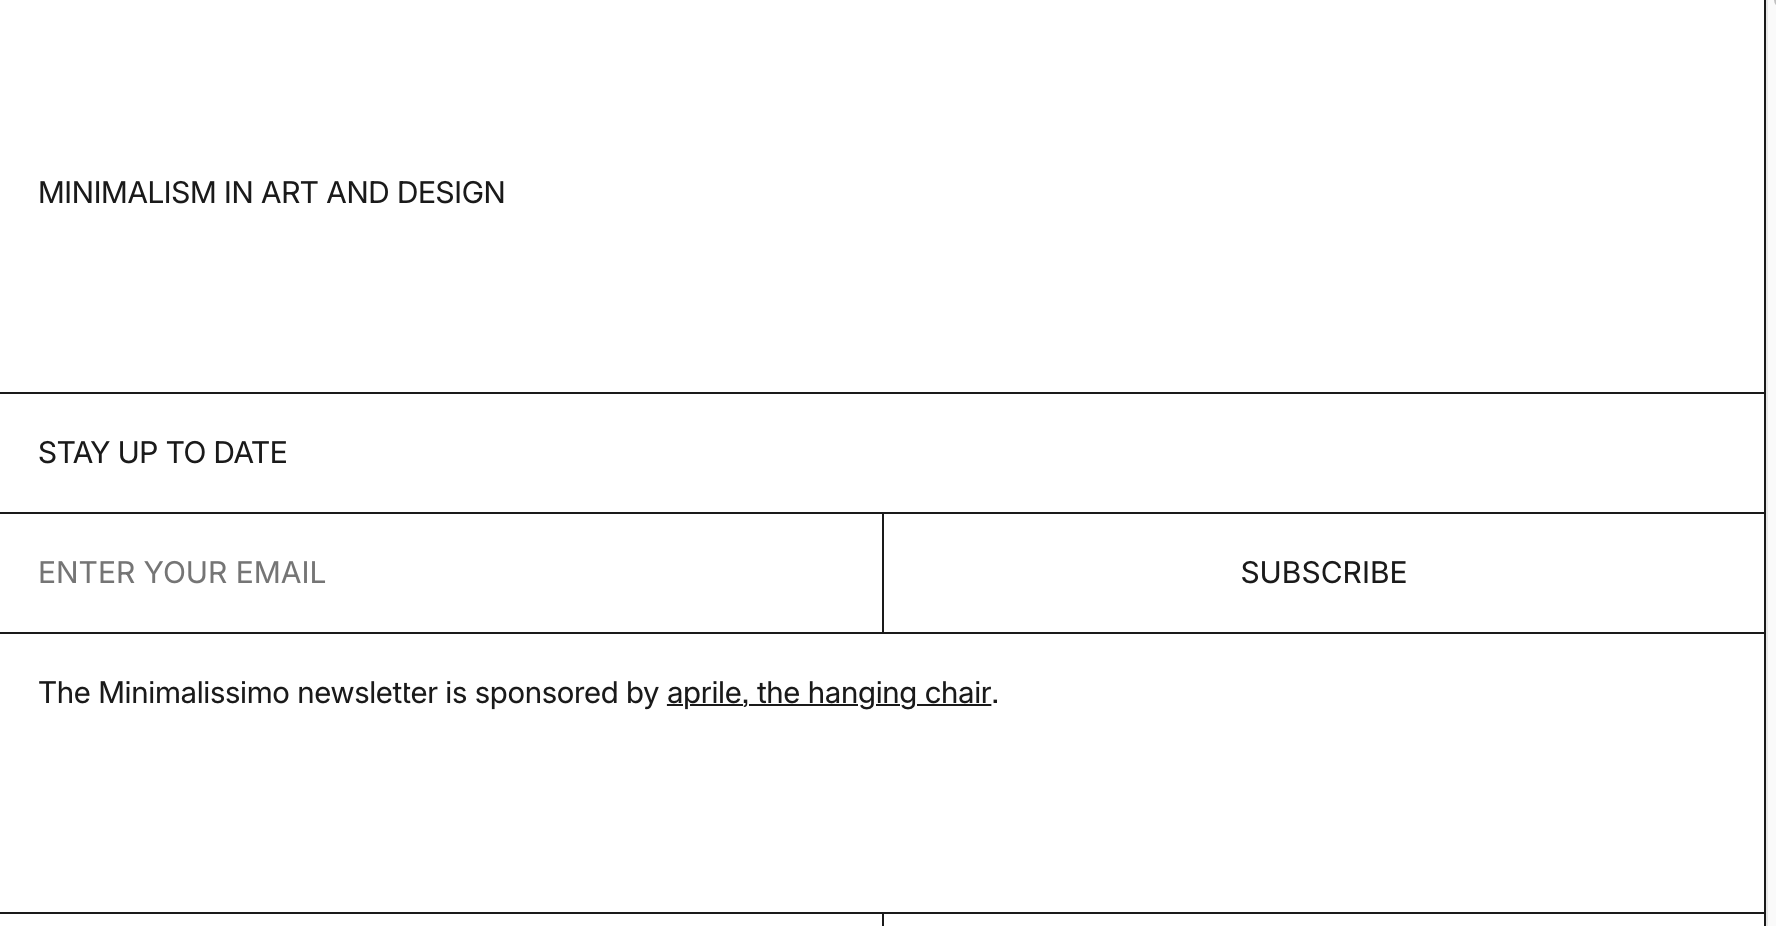 MINIMALISM IN ART AND DESIGN
STAY UP TO DATE
ENTER YOUR EMAIL
SUBSCRIBE
The Minimalissimo newsletter is sponsored by aprile, the hanging chair.